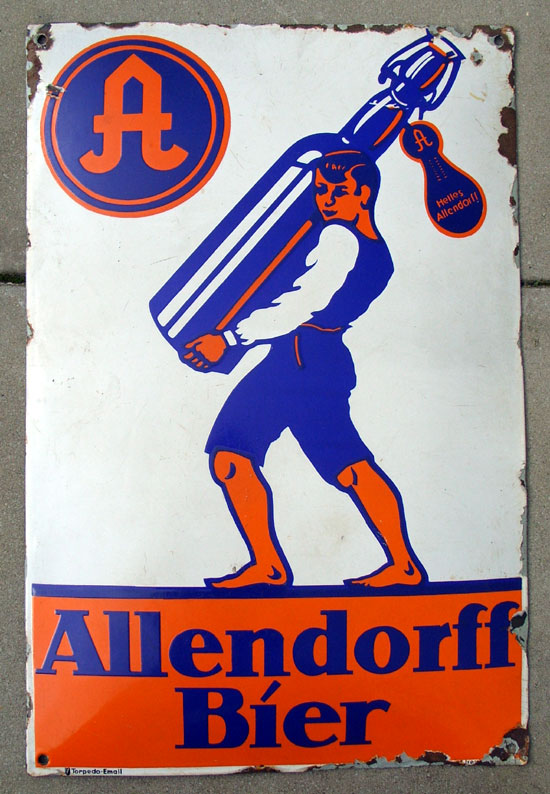 A
A
Helles
Allendorff
Allendorff
Bier
Torpedo-Email